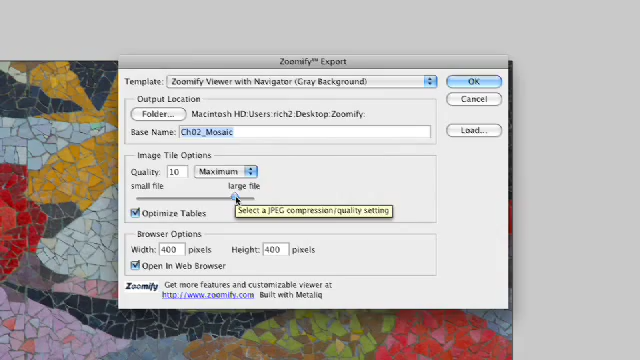 Zoomify™ Export
Template: Zoomify Viewer with Navigator (Gray Background)
OK
Output Location
Cancel
Folder... Macintosh HD:Users:rich2:Desktop:Zoomify:
Base Name: Ch02_Mosaic
Load...
Image Tile Options
Quality: 10 Maximum
small file large file
Select a JPEG compression/quality setting
Optimize Tables
Browser Options
Width: 400 pixels Height: 400 pixels
Open In Web Browser
Zoomify Get more features and customizable viewer at
http://www.zoomify.com Built with Metaliq